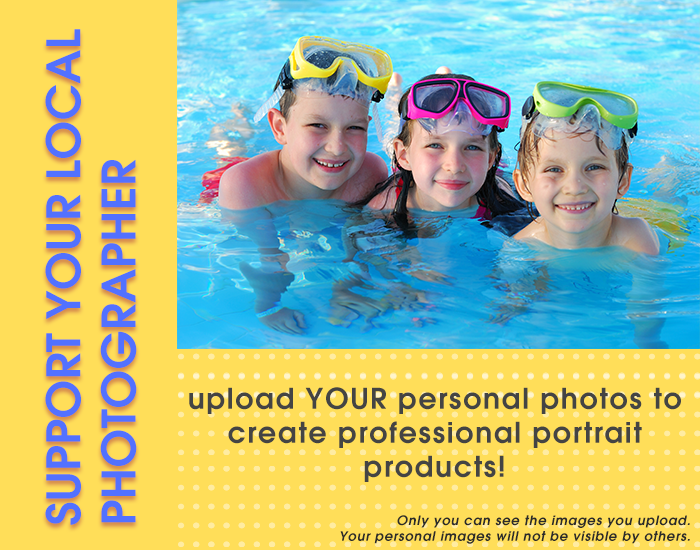 SUPPORT YOUR LOCAL
PHOTOGRAPHER
upload YOUR personal photos to
create professional portrait
products!
Only you can see the images you upload.
Your personal images will not be visible by others.